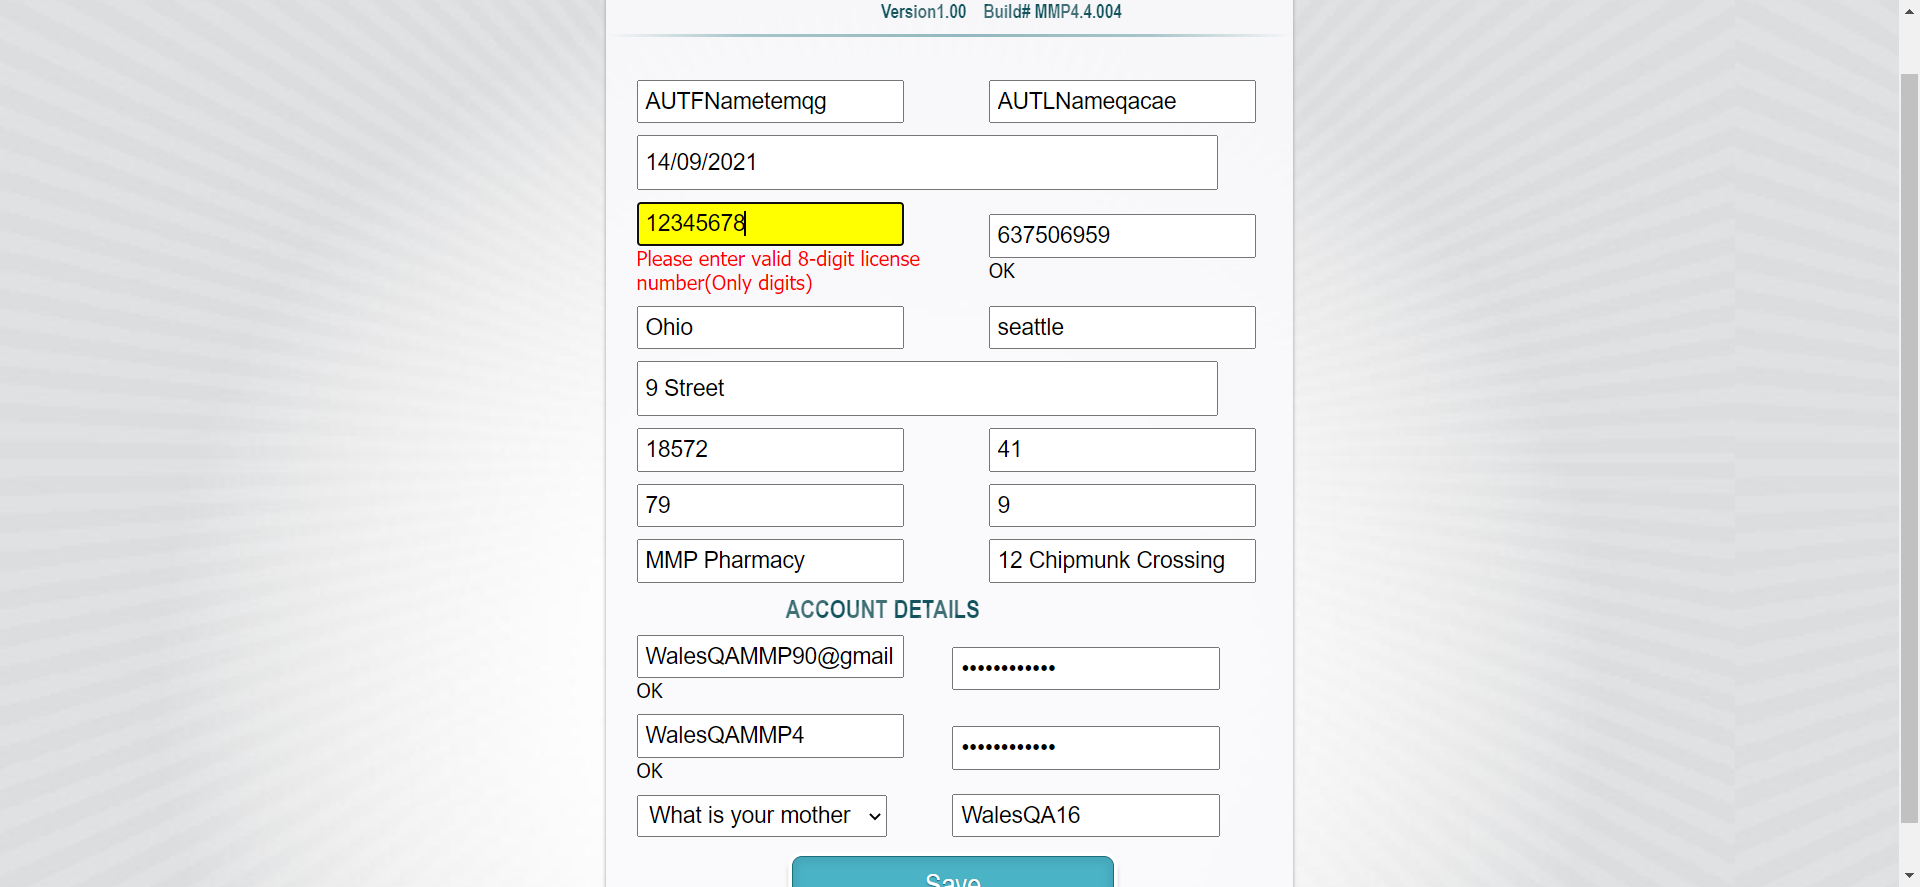 Version1.00 Build# MMP4.4.004
AUTFNametemqg AUTLNameqacae
14/09/2021
12345678 637506959
Please enter valid 8-digit license
number(Only digits)
OK
Ohio seattle
9 Street
18572 41
79 9
MMP Pharmacy 12 Chipmunk Crossing
ACCOUNT DETAILS
WalesQAMMP90@gmail ••••••••••••
OK
WalesQAMMP4 ••••••••••••
OK
What is your mother WalesQA16
Save